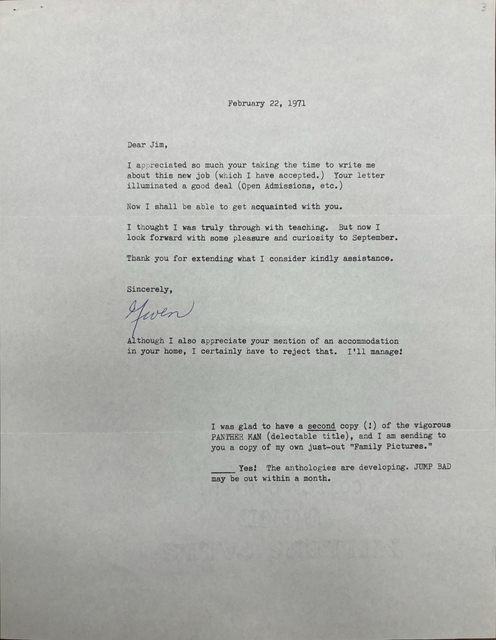 3
February 22, 1971
Dear Jim,
I appreciated so much your taking the time to write me
about this new job (which I have accepted.) Your letter
illuminated a good deal (Open Admissions, etc.)
Now I shall be able to get acquainted with you.
I thought I was truly through with teaching. But now I
look forward with some pleasure and curiosity to September.
Thank you for extending what I consider kindly assistance.
Sincerely,
Gwen
Although I also appreciate your mention of an accommodation
in your home, I certainly have to reject that. I'll manage!
I was glad to have a second copy (!) of the vigorous
PANTHER MAN (delectable title), and I am sending to
you a copy of my own just-out "Family Pictures."
_____ Yes! The anthologies are developing. JUMP BAD
may be out within a month.